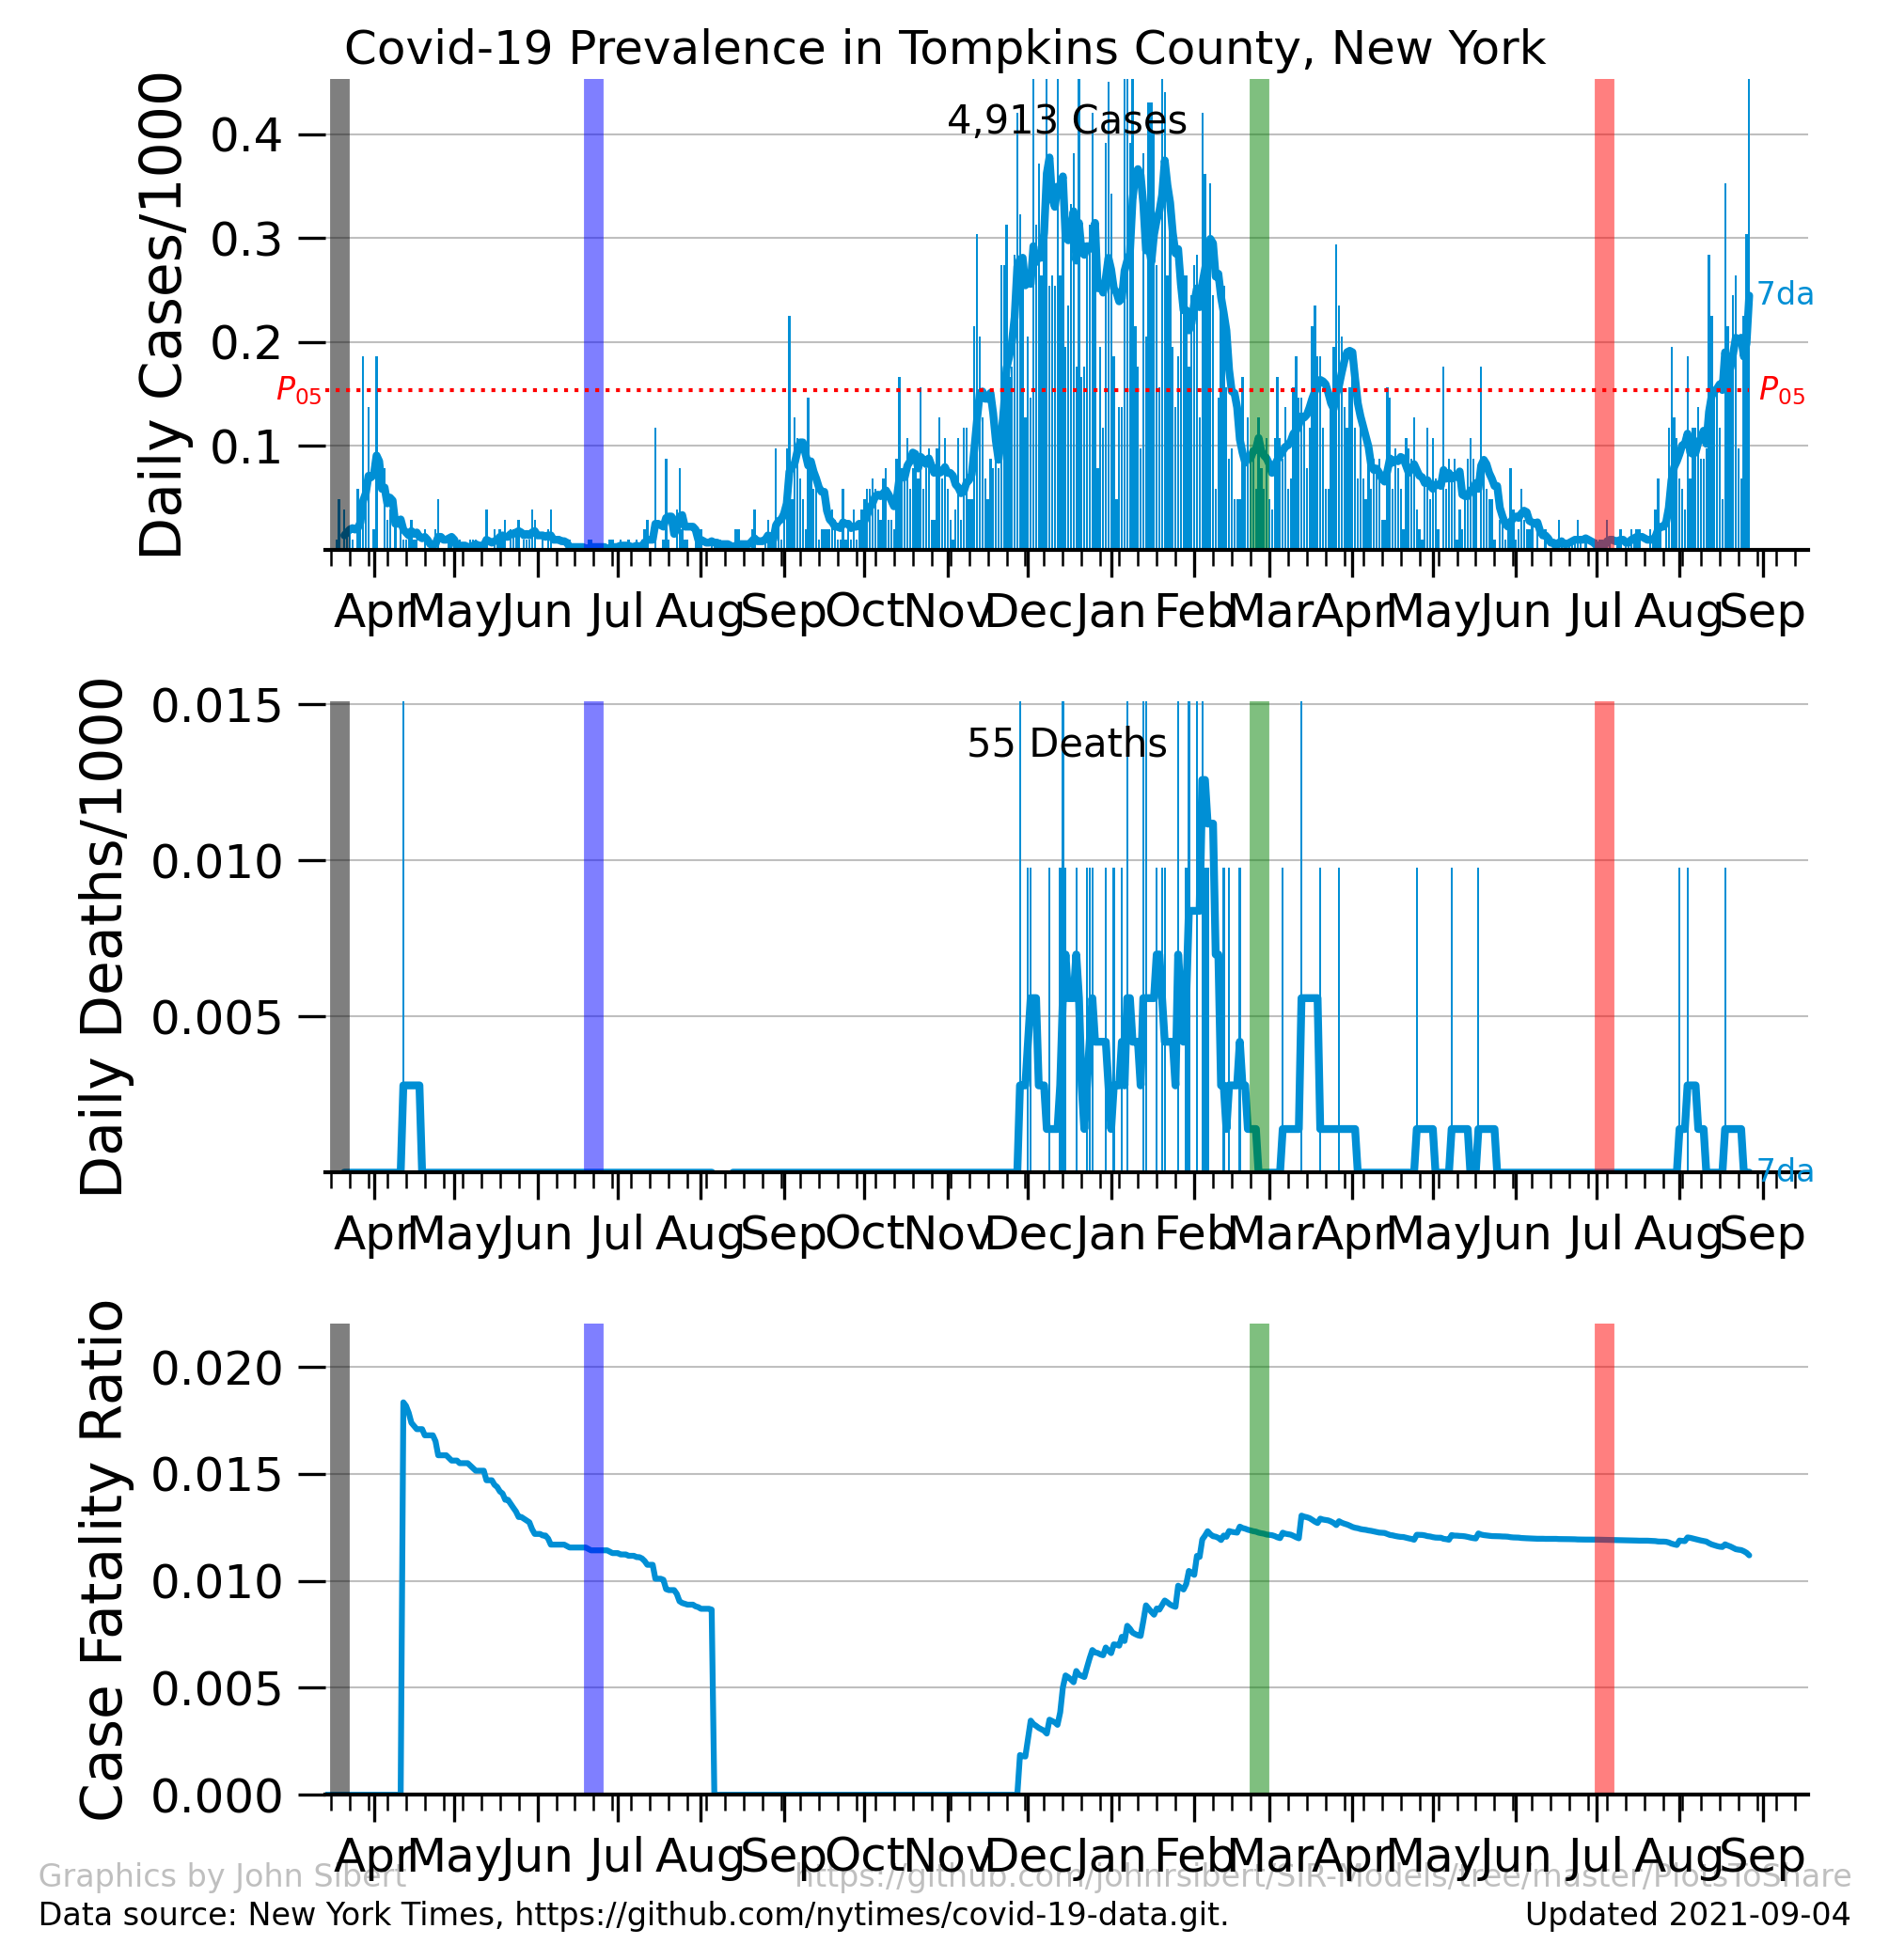 Covid-19 Prevalence in Tompkins County, New York
Daily Cases/1000
4,913 Cases
0.4
0.3
0.2
0.1
7da
P05
P05
Apr May Jun Jul Aug Sep Oct Nov Dec Jan Feb Mar Apr May Jun Jul Aug Sep
Daily Deaths/1000
55 Deaths
0.015
0.010
0.005
7da
Apr May Jun Jul Aug Sep Oct Nov Dec Jan Feb Mar Apr May Jun Jul Aug Sep
Case Fatality Ratio
0.020
0.015
0.010
0.005
0.000
Apr May Jun Jul Aug Sep Oct Nov Dec Jan Feb Mar Apr May Jun Jul Aug Sep
Graphics by John Sibert https://github.com/johnrsibert/SIR-Models/tree/master/PlotsToShare
Data source: New York Times, https://github.com/nytimes/covid-19-data.git. Updated 2021-09-04